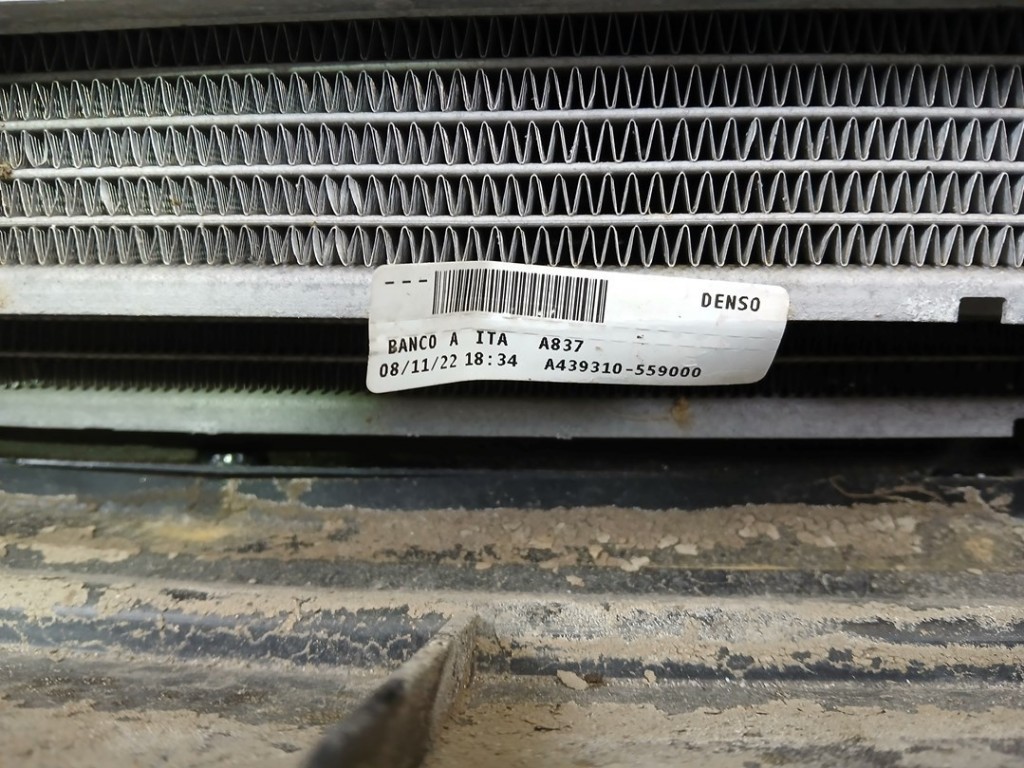 --- DENSO
BANCO A ITA A837
08/11/22 18:34 A439310-559000